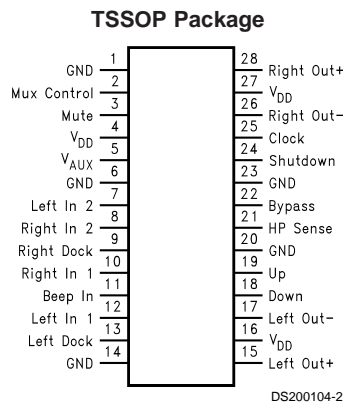 TSSOP Package
1 GND
2 Mux Control
3 Mute
4 VDD
5 VAUX
6 GND
7 Left In 2
8 Right In 2
9 Right Dock
10 Right In 1
11 Beep In
12 Left In 1
13 Left Dock
14 GND
28 Right Out+
27 VDD
26 Right Out−
25 Clock
24 Shutdown
23 GND
22 Bypass
21 HP Sense
20 GND
19 Up
18 Down
17 Left Out−
16 VDD
15 Left Out+
DS200104-2